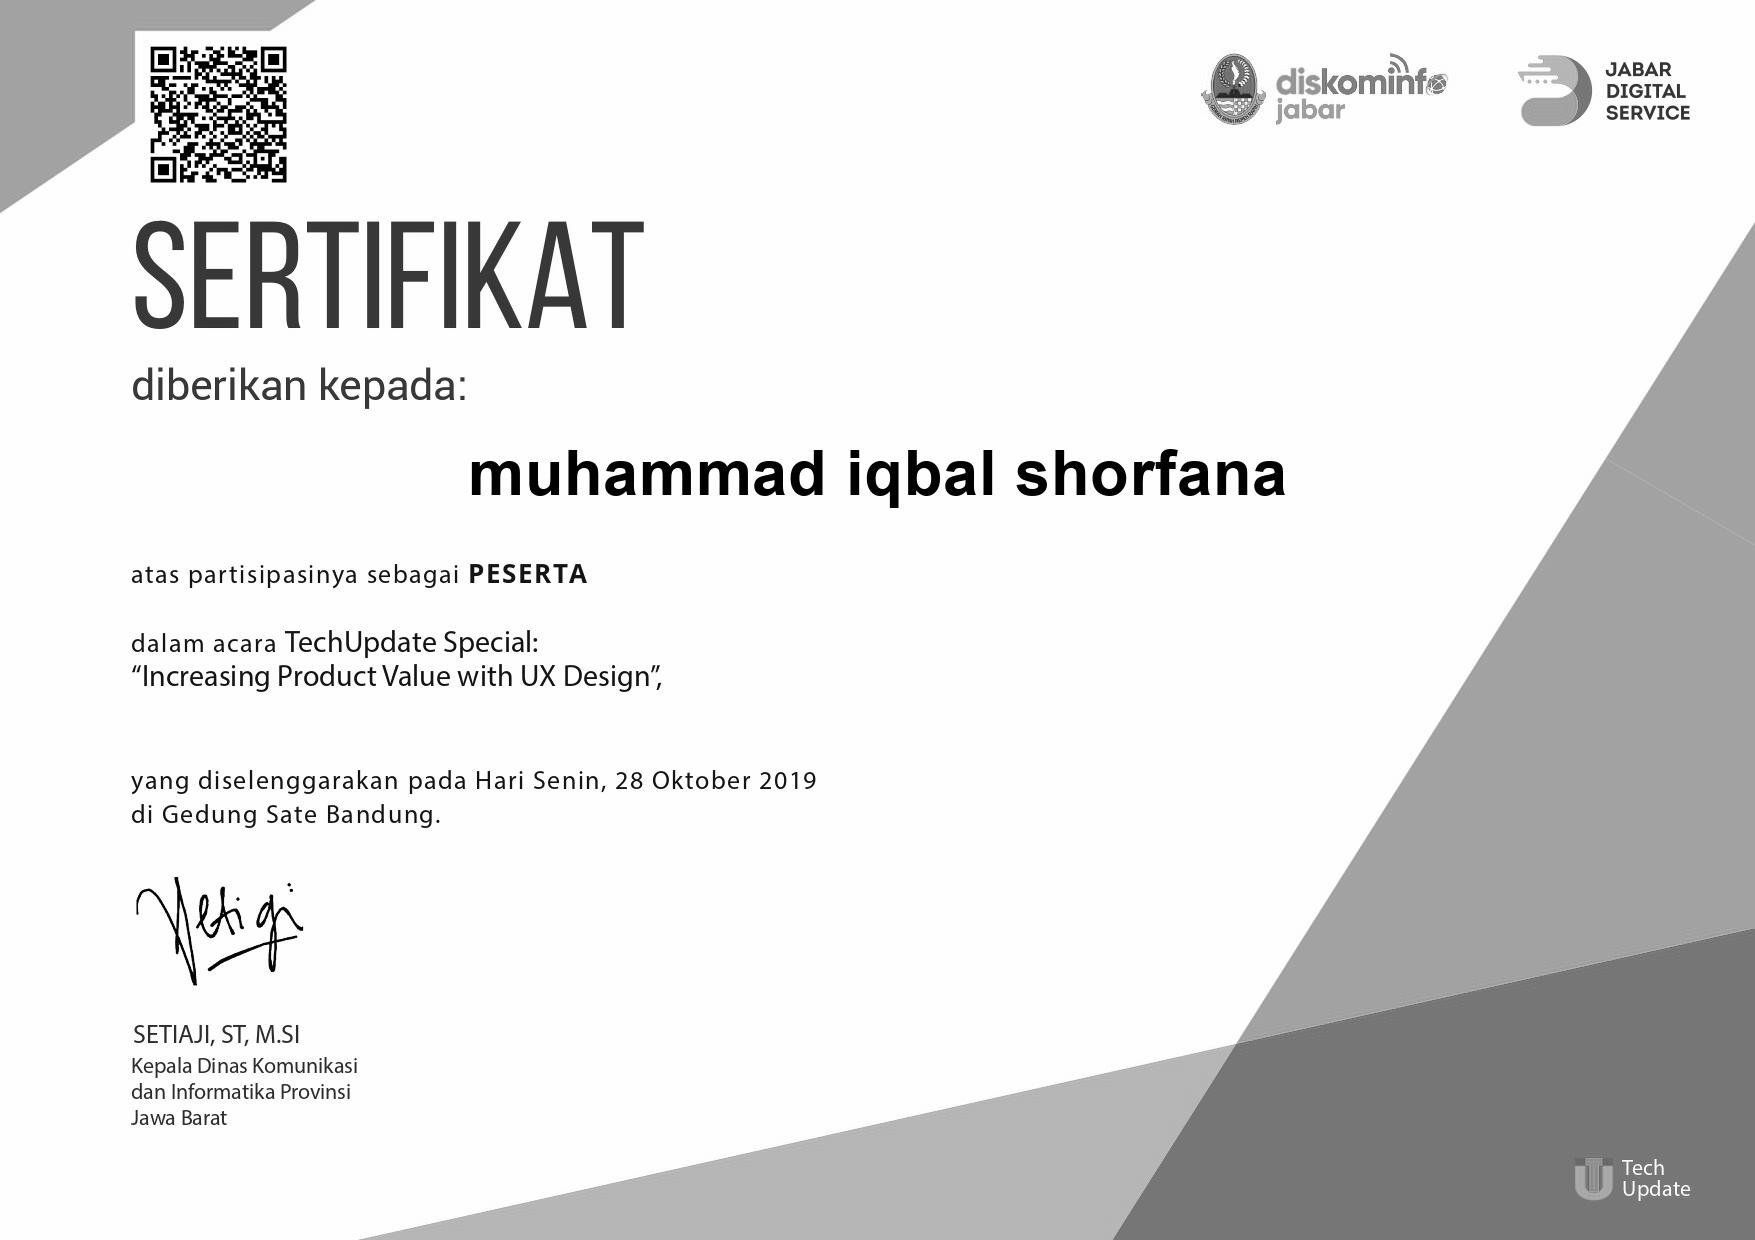 diskominfo
jabar
JABAR
DIGITAL
SERVICE
SERTIFIKAT
diberikan kepada:
muhammad iqbal shorfana
atas partisipasinya sebagai PESERTA
dalam acara TechUpdate Special:
“Increasing Product Value with UX Design”,
yang diselenggarakan pada Hari Senin, 28 Oktober 2019
di Gedung Sate Bandung.
SETIAJI, ST, M.SI
Kepala Dinas Komunikasi
dan Informatika Provinsi
Jawa Barat
Tech
Update